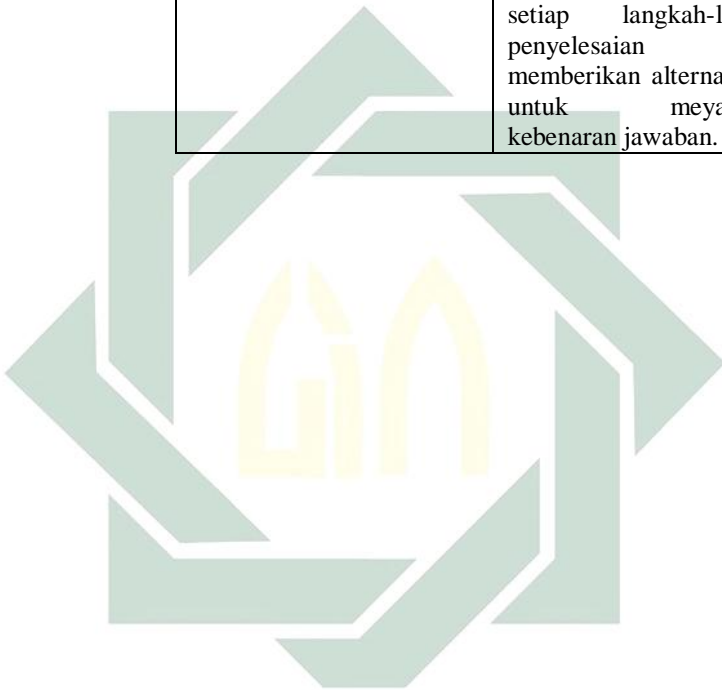 setiap langkah-l
penyelesaian
memberikan alterna
untuk meya
kebenaran jawaban.